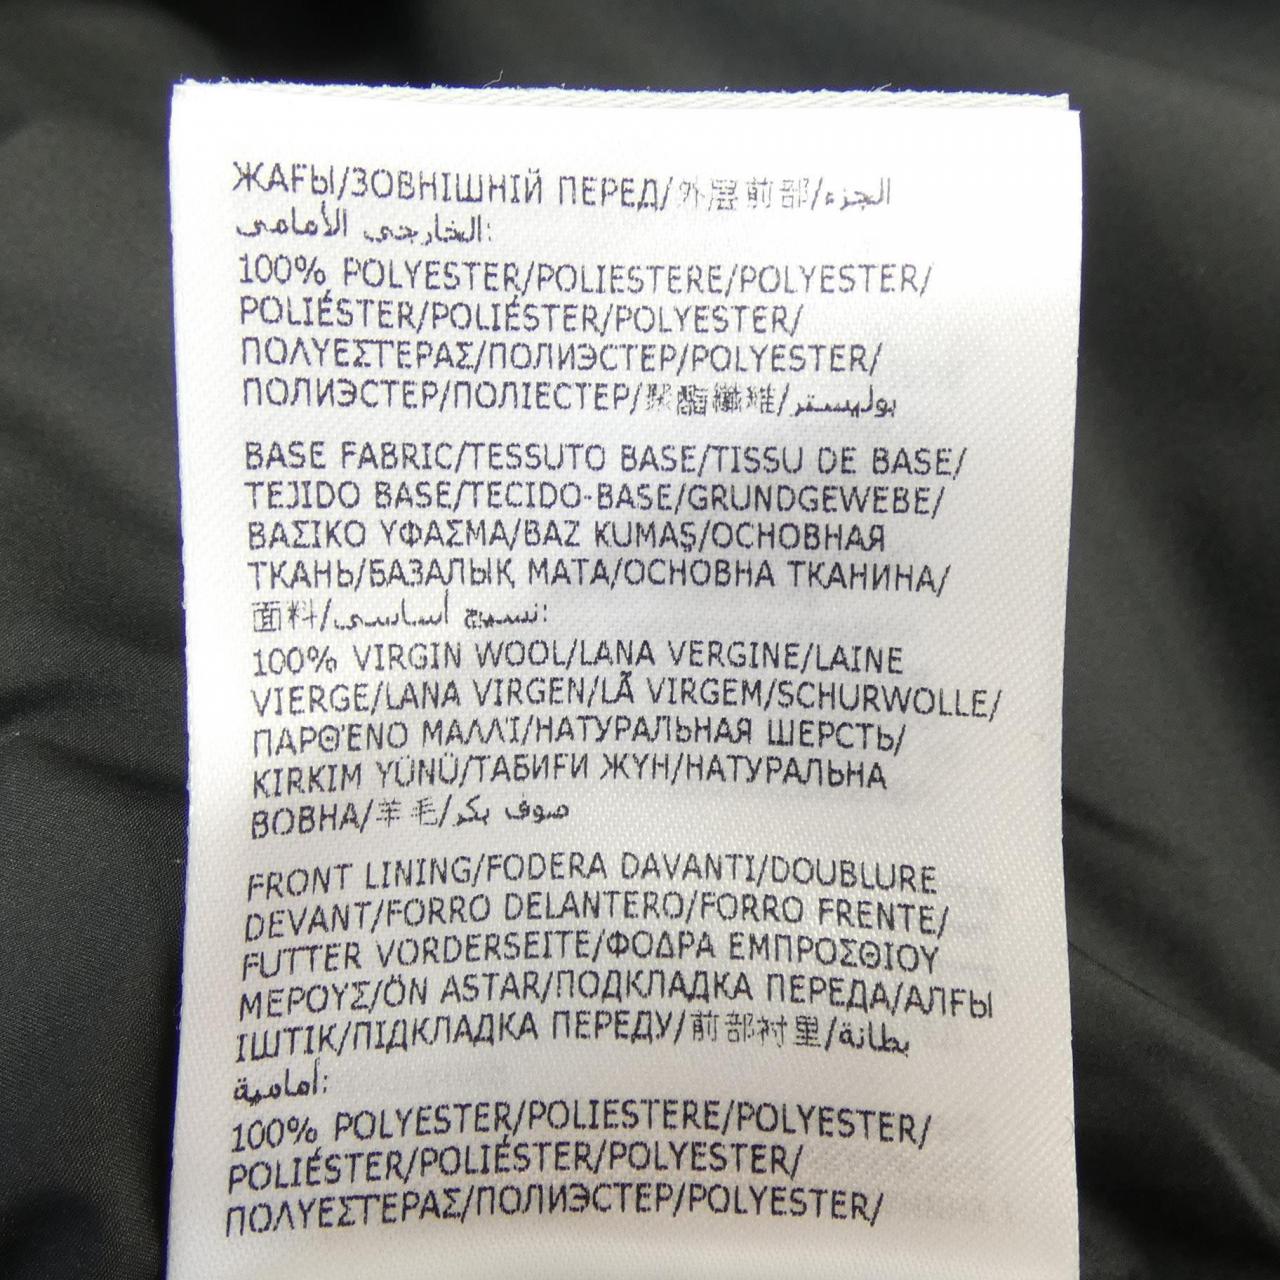 ЖАҒЫ/ЗОВНІШНІЙ ПЕРЕД/外层前部/الجزء
الخارجي الأمامي:
100% POLYESTER/POLIESTERE/POLYESTER/
POLIÉSTER/POLIÉSTER/POLYESTER/
ΠΟΛΥΕΣΤΕΡΑΣ/ПОЛИЭСТЕР/POLYESTER/
ПОЛИЭСТЕР/ПОЛІЕСТЕР/聚酯纖維/بوليستر
BASE FABRIC/TESSUTO BASE/TISSU DE BASE/
TEJIDO BASE/TECIDO-BASE/GRUNDGEWEBE/
ΒΑΣΙΚΟ ΥΦΑΣΜΑ/BAZ KUMAŞ/ОСНОВНАЯ
ТКАНЬ/БАЗАЛЫҚ МАТА/ОСНОВНА ТКАНИНА/
面料/نسيج أساسي:
100% VIRGIN WOOL/LANA VERGINE/LAINE
VIERGE/LANA VIRGEN/LÃ VIRGEM/SCHURWOLLE/
ΠΑΡΘΈΝΟ ΜΑΛΛΊ/НАТУРАЛЬНАЯ ШЕРСТЬ/
KIRKIM YÜNÜ/ТАБИҒИ ЖҮН/НАТУРАЛЬНА
ВОВНА/羊毛/صوف بكر
FRONT LINING/FODERA DAVANTI/DOUBLURE
DEVANT/FORRO DELANTERO/FORRO FRENTE/
FUTTER VORDERSEITE/ΦΟΔΡΑ ΕΜΠΡΟΣΘΙΟΥ
ΜΕΡΟΥΣ/ÖN ASTAR/ПОДКЛАДКА ПЕРЕДА/АЛҒЫ
ІШТІК/ПІДКЛАДКА ПЕРЕДУ/前部衬里/بطانة
أمامية:
100% POLYESTER/POLIESTERE/POLYESTER/
POLIÉSTER/POLIÉSTER/POLYESTER/
ΠΟΛΥΕΣΤΕΡΑΣ/ПОЛИЭСТЕР/POLYESTER/